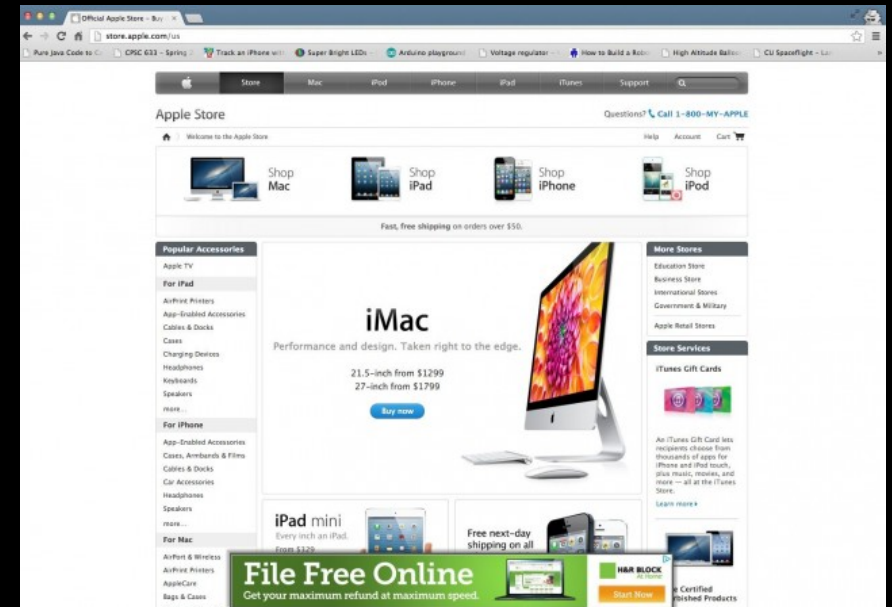 Official Apple Store – Buy
store.apple.com/us
Pure Java Code to C
CPSC 633 – Spring 2
Track an iPhone with
Super Bright LEDs –
Arduino playground
Voltage regulator –
How to Build a Robo
High Altitude Balloo
CU Spaceflight – Lan
»
Store
Mac
iPod
iPhone
iPad
iTunes
Support
Apple Store
Questions? Call 1-800-MY-APPLE
Welcome to the Apple Store
Help
Account
Cart
Shop
Mac
Shop
iPad
Shop
iPhone
Shop
iPod
Fast, free shipping on orders over $50.
Popular Accessories
Apple TV
For iPad
AirPrint Printers
App-Enabled Accessories
Cables & Docks
Cases
Charging Devices
Headphones
Keyboards
Speakers
more...
For iPhone
App-Enabled Accessories
Cases, Armbands & Films
Cables & Docks
Car Accessories
Headphones
Speakers
more...
For Mac
AirPort & Wireless
AirPrint Printers
AppleCare
Bags & Cases
iMac
Performance and design. Taken right to the edge.
21.5-inch from $1299
27-inch from $1799
Buy now
iPad mini
Every inch an iPad.
From $329
Free next-day
shipping on all
More Stores
Education Store
Business Store
International Stores
Government & Military
Apple Retail Stores
Store Services
iTunes Gift Cards
An iTunes Gift Card lets
recipients choose from
thousands of apps for
iPhone and iPod touch,
plus music, movies, and
more — all at the iTunes
Store.
Learn more
Certified
Products
File Free Online
Get your maximum refund at maximum speed.
H&R BLOCK
At Home
Start Now